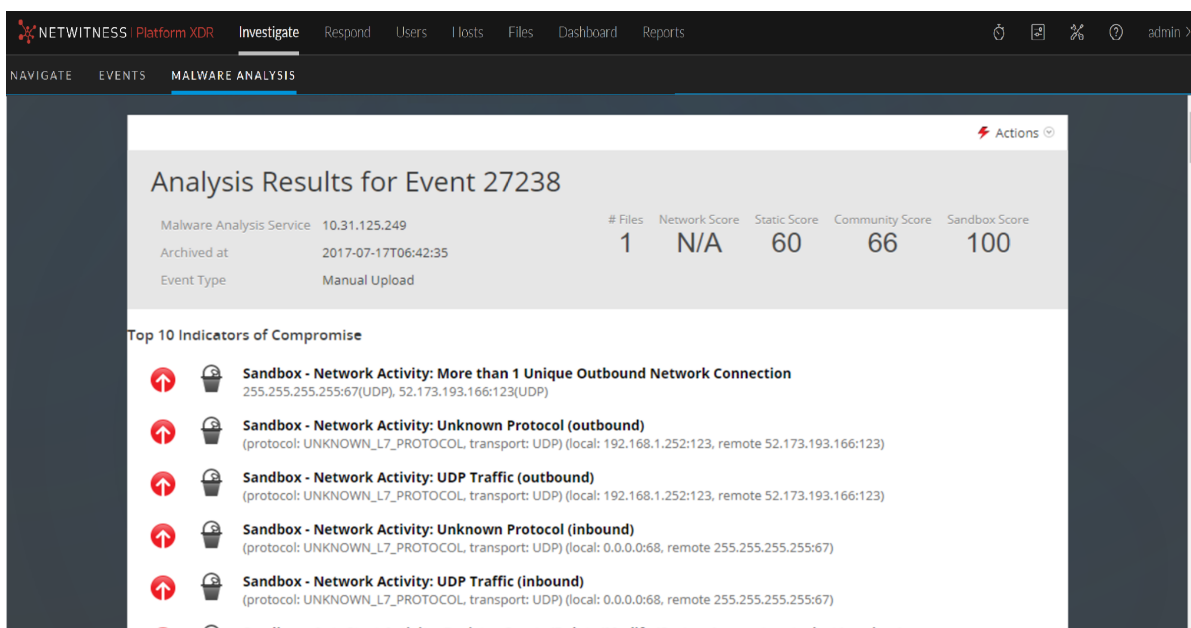 NETWITNESS Platform XDR Investigate Respond Users Hosts Files Dashboard Reports admin
NAVIGATE EVENTS MALWARE ANALYSIS
Actions
Analysis Results for Event 27238
# Files Network Score Static Score Community Score Sandbox Score
1 N/A 60 66 100
Malware Analysis Service 10.31.125.249
Archived at 2017-07-17T06:42:35
Event Type Manual Upload
Top 10 Indicators of Compromise
Sandbox - Network Activity: More than 1 Unique Outbound Network Connection
255.255.255.255:67(UDP), 52.173.193.166:123(UDP)
Sandbox - Network Activity: Unknown Protocol (outbound)
(protocol: UNKNOWN_L7_PROTOCOL, transport: UDP) (local: 192.168.1.252:123, remote 52.173.193.166:123)
Sandbox - Network Activity: UDP Traffic (outbound)
(protocol: UNKNOWN_L7_PROTOCOL, transport: UDP) (local: 192.168.1.252:123, remote 52.173.193.166:123)
Sandbox - Network Activity: Unknown Protocol (inbound)
(protocol: UNKNOWN_L7_PROTOCOL, transport: UDP) (local: 0.0.0.0:68, remote 255.255.255.255:67)
Sandbox - Network Activity: UDP Traffic (inbound)
(protocol: UNKNOWN_L7_PROTOCOL, transport: UDP) (local: 0.0.0.0:68, remote 255.255.255.255:67)